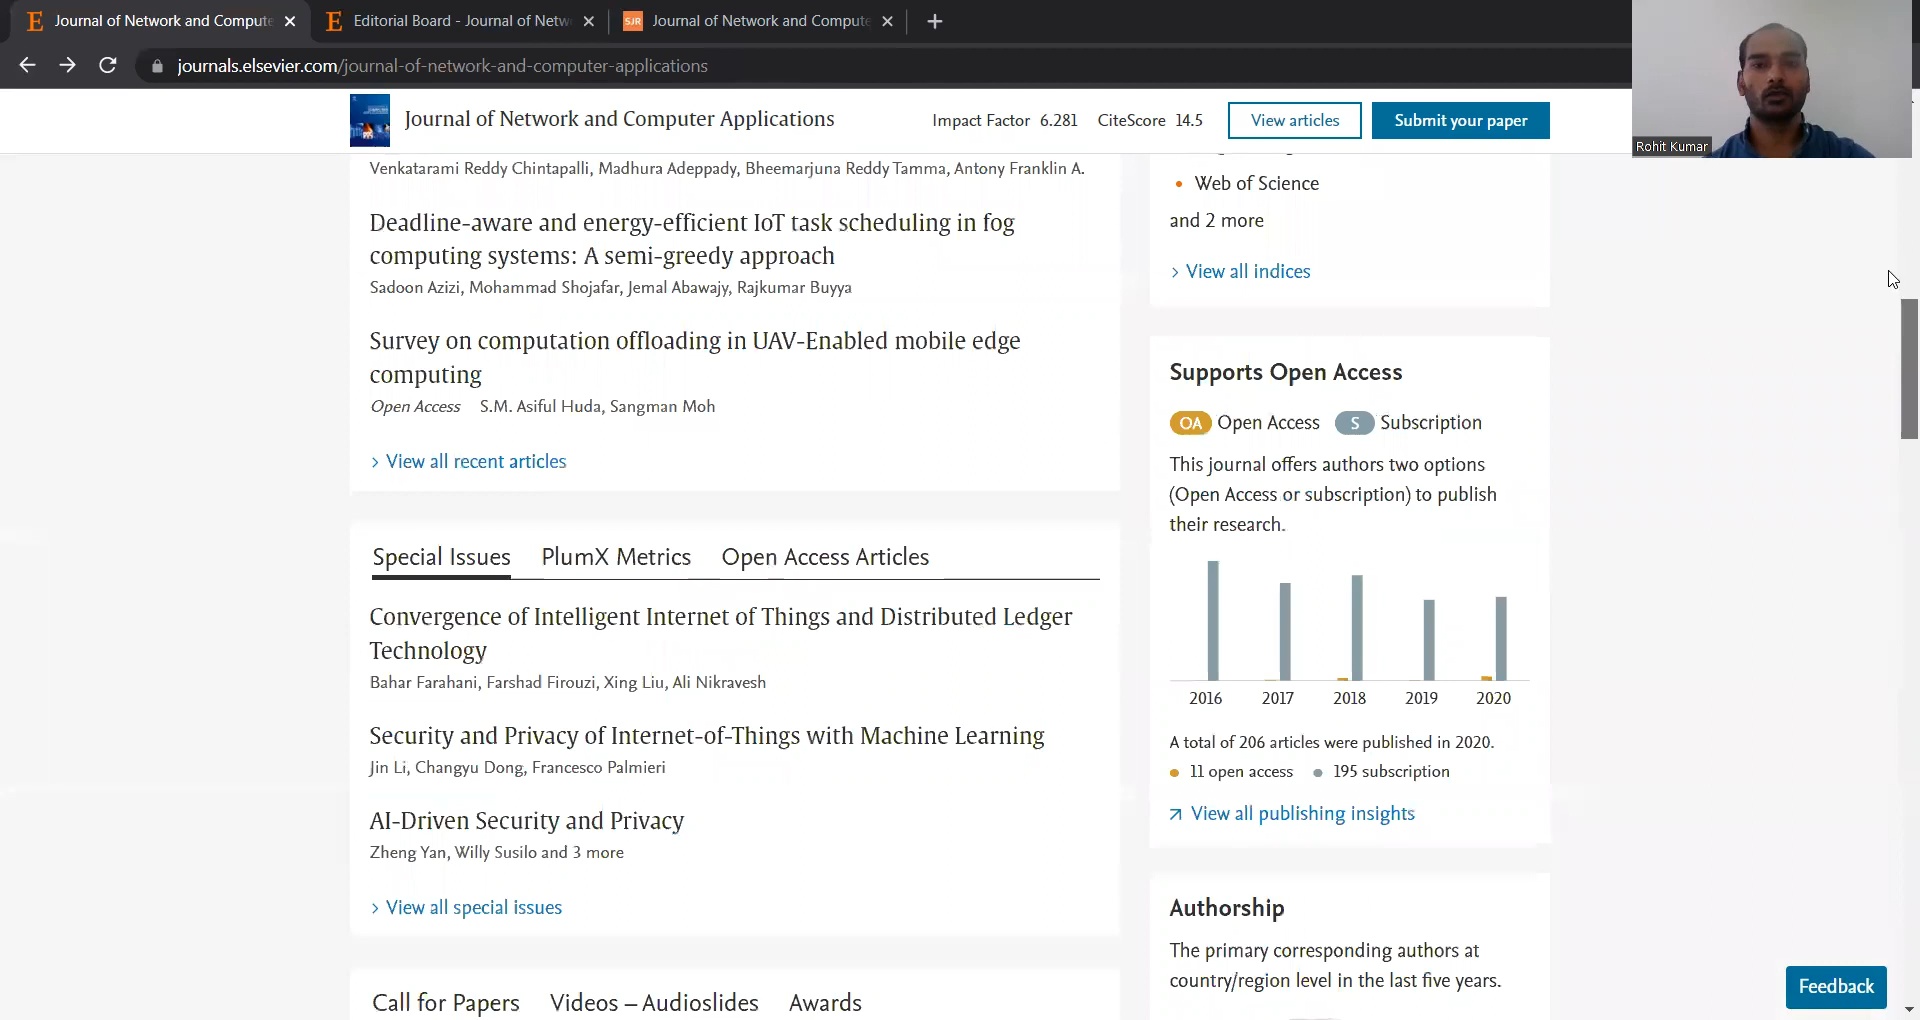 Journal of Network and Compute
Editorial Board - Journal of Netw
SJR Journal of Network and Compute
journals.elsevier.com/journal-of-network-and-computer-applications
Rohit Kumar
Journal of Network and Computer Applications
Impact Factor 6.281 CiteScore 14.5
View articles
Submit your paper
Venkatarami Reddy Chintapalli, Madhura Adeppady, Bheemarjuna Reddy Tamma, Antony Franklin A.
Deadline-aware and energy-efficient IoT task scheduling in fog
computing systems: A semi-greedy approach
Sadoon Azizi, Mohammad Shojafar, Jemal Abawajy, Rajkumar Buyya
Survey on computation offloading in UAV-Enabled mobile edge
computing
Open Access S.M. Asiful Huda, Sangman Moh
> View all recent articles
Special Issues PlumX Metrics Open Access Articles
Convergence of Intelligent Internet of Things and Distributed Ledger
Technology
Bahar Farahani, Farshad Firouzi, Xing Liu, Ali Nikravesh
Security and Privacy of Internet-of-Things with Machine Learning
Jin Li, Changyu Dong, Francesco Palmieri
AI-Driven Security and Privacy
Zheng Yan, Willy Susilo and 3 more
> View all special issues
Call for Papers Videos – Audioslides Awards
• Web of Science
and 2 more
> View all indices
Supports Open Access
OA Open Access S Subscription
This journal offers authors two options
(Open Access or subscription) to publish
their research.
2016 2017 2018 2019 2020
A total of 206 articles were published in 2020.
• 11 open access • 195 subscription
View all publishing insights
Authorship
The primary corresponding authors at
country/region level in the last five years.
Feedback